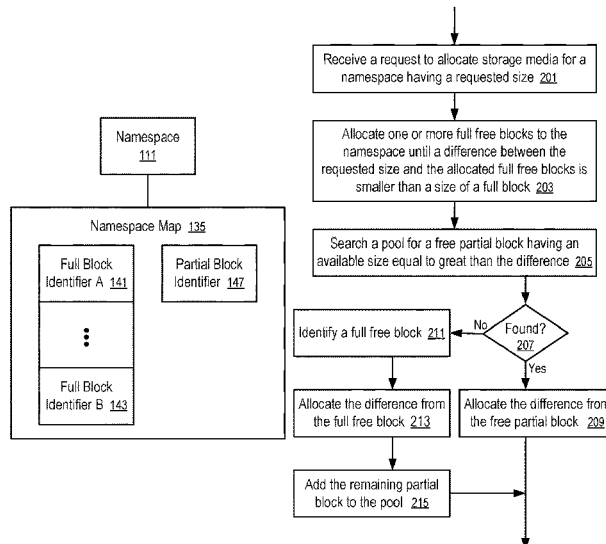 Namespace
111
Namespace Map 135
Full Block
Identifier A 141
Partial Block
Identifier 147
Full Block
Identifier B 143
Receive a request to allocate storage media for a
namespace having a requested size 201
Allocate one or more full free blocks to the
namespace until a difference between the
requested size and the allocated full free blocks is
smaller than a size of a full block 203
Search a pool for a free partial block having an
available size equal to great than the difference 205
Found?
207
No
Yes
Identify a full free block 211
Allocate the difference from
the full free block 213
Allocate the difference from
the free partial block 209
Add the remaining partial
block to the pool 215